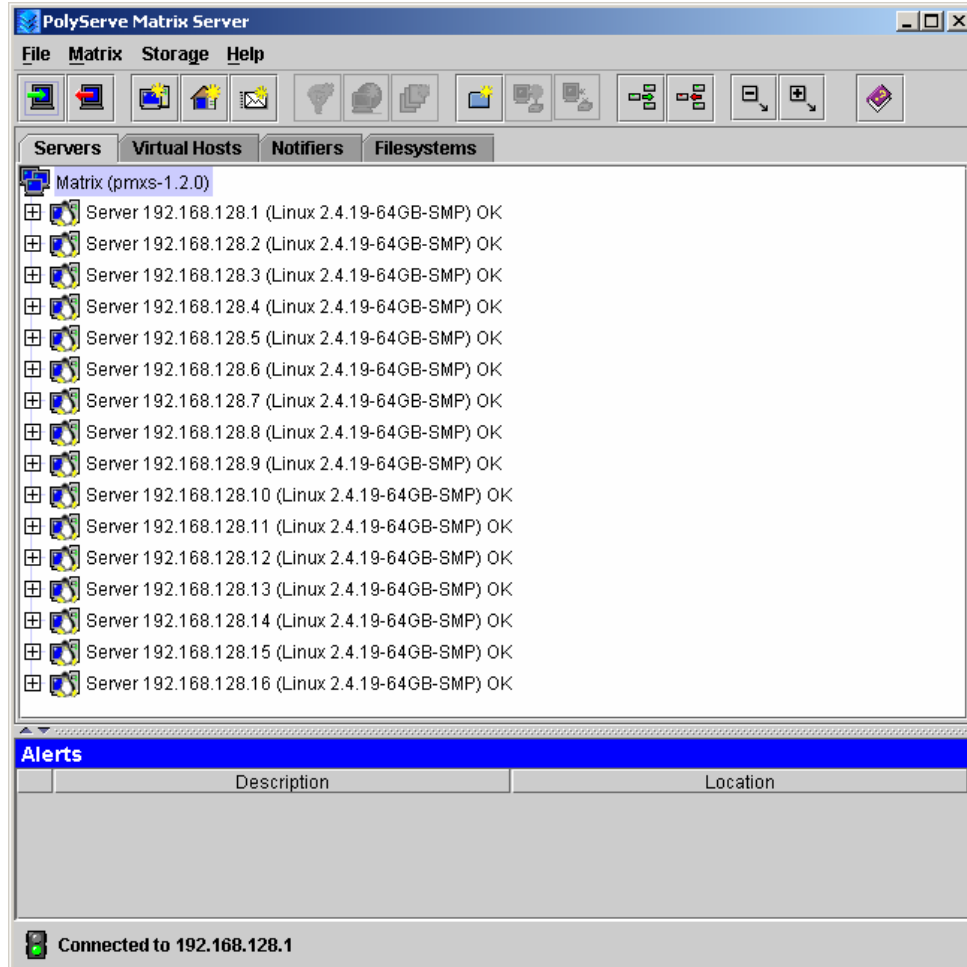 PolyServe Matrix Server
File Matrix Storage Help
Servers Virtual Hosts Notifiers Filesystems
Matrix (pmxs-1.2.0)
Server 192.168.128.1 (Linux 2.4.19-64GB-SMP) OK
Server 192.168.128.2 (Linux 2.4.19-64GB-SMP) OK
Server 192.168.128.3 (Linux 2.4.19-64GB-SMP) OK
Server 192.168.128.4 (Linux 2.4.19-64GB-SMP) OK
Server 192.168.128.5 (Linux 2.4.19-64GB-SMP) OK
Server 192.168.128.6 (Linux 2.4.19-64GB-SMP) OK
Server 192.168.128.7 (Linux 2.4.19-64GB-SMP) OK
Server 192.168.128.8 (Linux 2.4.19-64GB-SMP) OK
Server 192.168.128.9 (Linux 2.4.19-64GB-SMP) OK
Server 192.168.128.10 (Linux 2.4.19-64GB-SMP) OK
Server 192.168.128.11 (Linux 2.4.19-64GB-SMP) OK
Server 192.168.128.12 (Linux 2.4.19-64GB-SMP) OK
Server 192.168.128.13 (Linux 2.4.19-64GB-SMP) OK
Server 192.168.128.14 (Linux 2.4.19-64GB-SMP) OK
Server 192.168.128.15 (Linux 2.4.19-64GB-SMP) OK
Server 192.168.128.16 (Linux 2.4.19-64GB-SMP) OK
Alerts
Description Location
Connected to 192.168.128.1